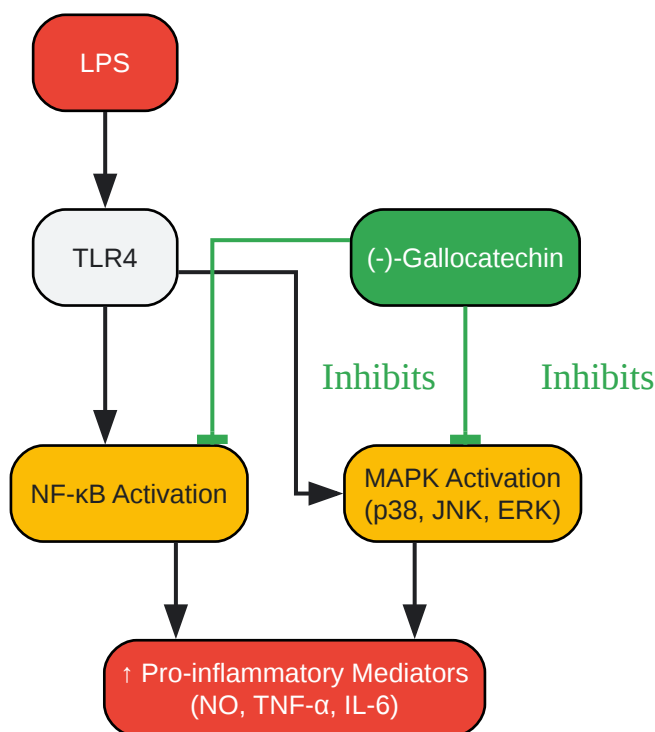 LPS
TLR4
(-)-Gallocatechin
Inhibits
Inhibits
NF-κB Activation
MAPK Activation
(p38, JNK, ERK)
↑ Pro-inflammatory Mediators
(NO, TNF-α, IL-6)